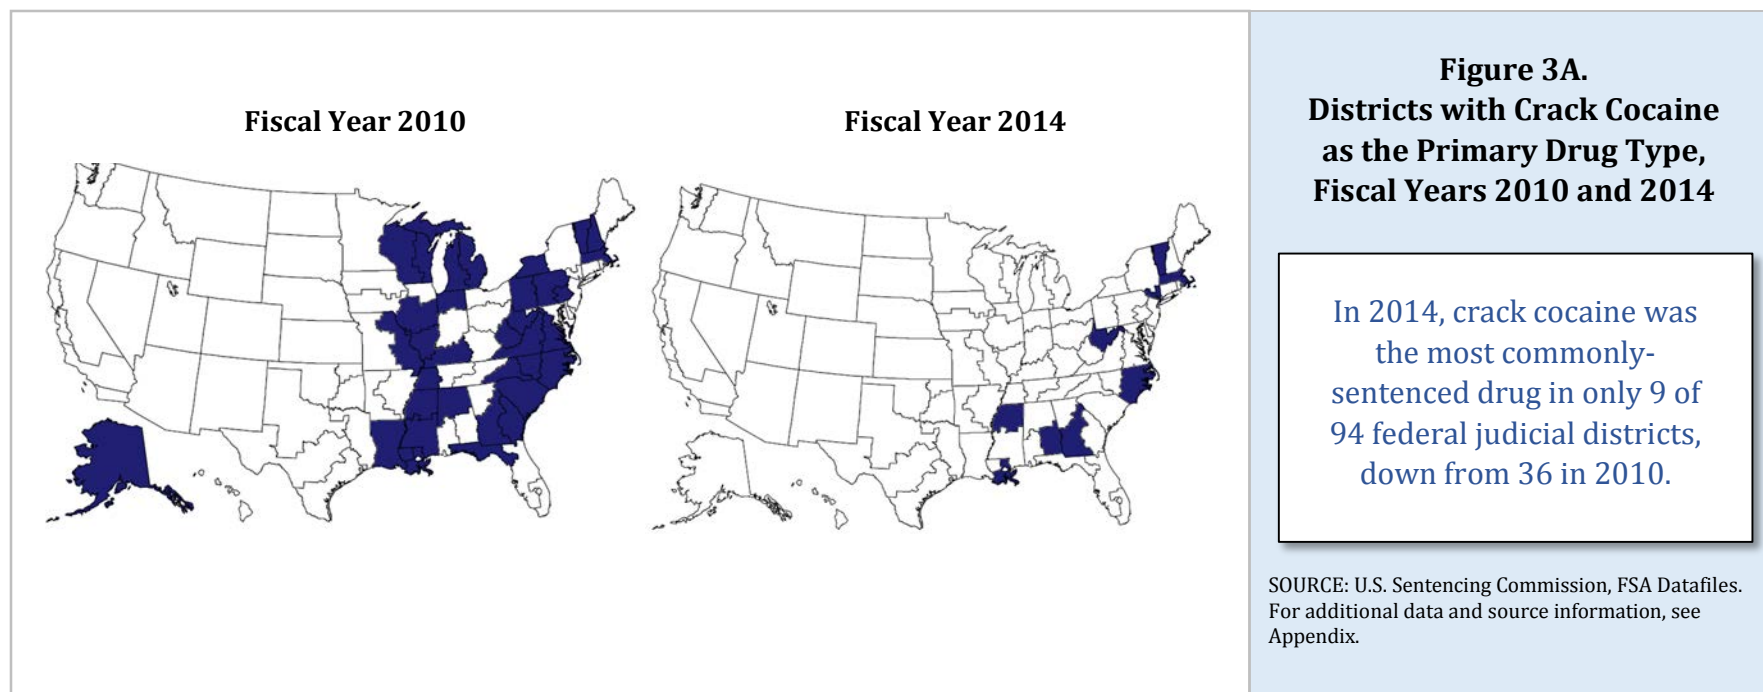 Fiscal Year 2010
Fiscal Year 2014
Figure 3A.
Districts with Crack Cocaine
as the Primary Drug Type,
Fiscal Years 2010 and 2014
In 2014, crack cocaine was
the most commonly-
sentenced drug in only 9 of
94 federal judicial districts,
down from 36 in 2010.
SOURCE: U.S. Sentencing Commission, FSA Datafiles.
For additional data and source information, see
Appendix.